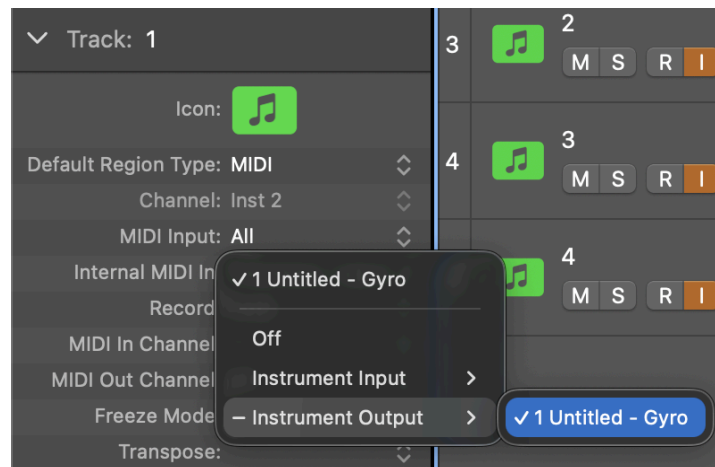 Track: 1
Icon:
Default Region Type: MIDI
Channel: Inst 2
MIDI Input: All
Internal MIDI In
Record
MIDI In Channel
MIDI Out Channel
Freeze Mode
Transpose:
1 Untitled - Gyro
Off
Instrument Input
Instrument Output
1 Untitled - Gyro
3
2
M S R I
4
3
M S R I
4
M S R I